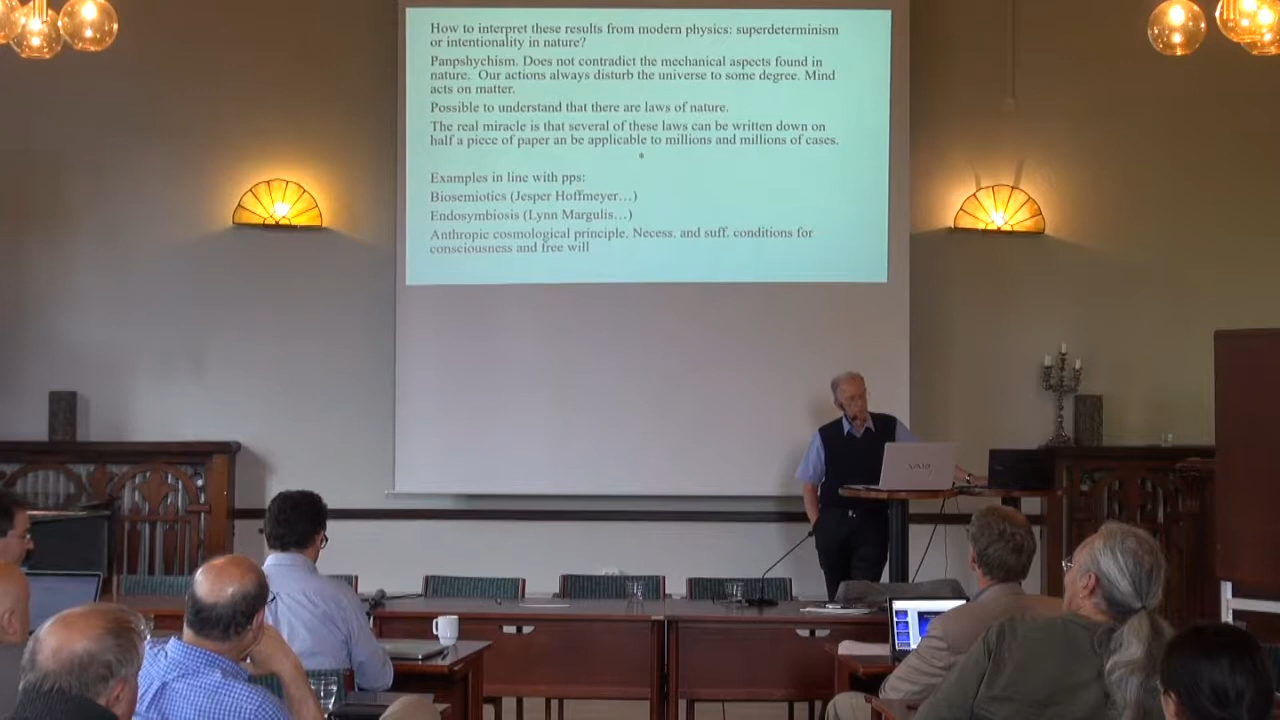 How to interpret these results from modern physics: superdeterminism
or intentionality in nature?
Panpshychism. Does not contradict the mechanical aspects found in
nature. Our actions always disturb the universe to some degree. Mind
acts on matter.
Possible to understand that there are laws of nature.
The real miracle is that several of these laws can be written down on
half a piece of paper an be applicable to millions and millions of cases.
*
Examples in line with pps:
Biosemiotics (Jesper Hoffmeyer…)
Endosymbiosis (Lynn Margulis…)
Anthropic cosmological principle. Necess. and suff. conditions for
consciousness and free will
VAIO